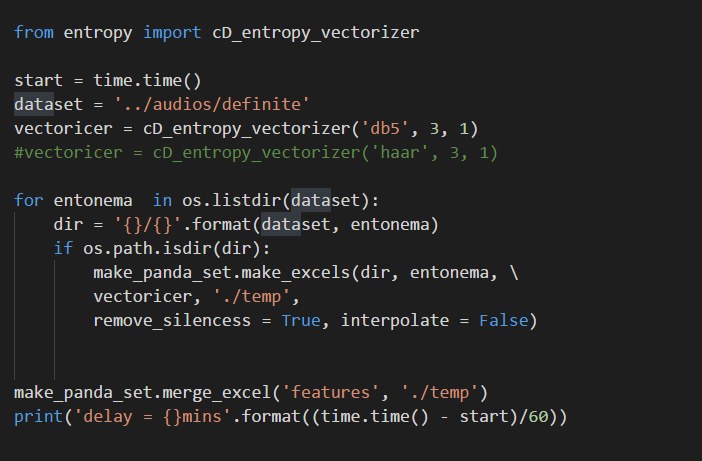 from entropy import cD_entropy_vectorizer
start = time.time()
dataset = '../audios/definite'
vectoricer = cD_entropy_vectorizer('db5', 3, 1)
#vectoricer = cD_entropy_vectorizer('haar', 3, 1)
for entonema  in os.listdir(dataset):
    dir = '{}/{}'.format(dataset, entonema)
    if os.path.isdir(dir):
        make_panda_set.make_excels(dir, entonema, \
        vectoricer, './temp',
        remove_silencess = True, interpolate = False)
make_panda_set.merge_excel('features', './temp')
print('delay = {}mins'.format((time.time() - start)/60))